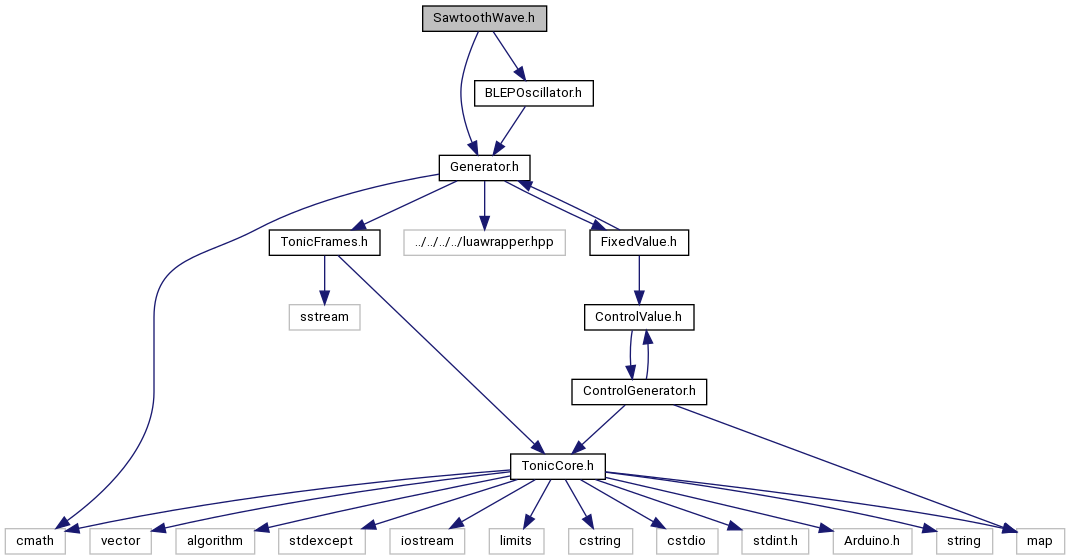 SawtoothWave.h
BLEPOscillator.h
Generator.h
TonicFrames.h
../../../../luawrapper.hpp
FixedValue.h
sstream
ControlValue.h
ControlGenerator.h
TonicCore.h
cmath
vector
algorithm
stdexcept
iostream
limits
cstring
cstdio
stdint.h
Arduino.h
string
map